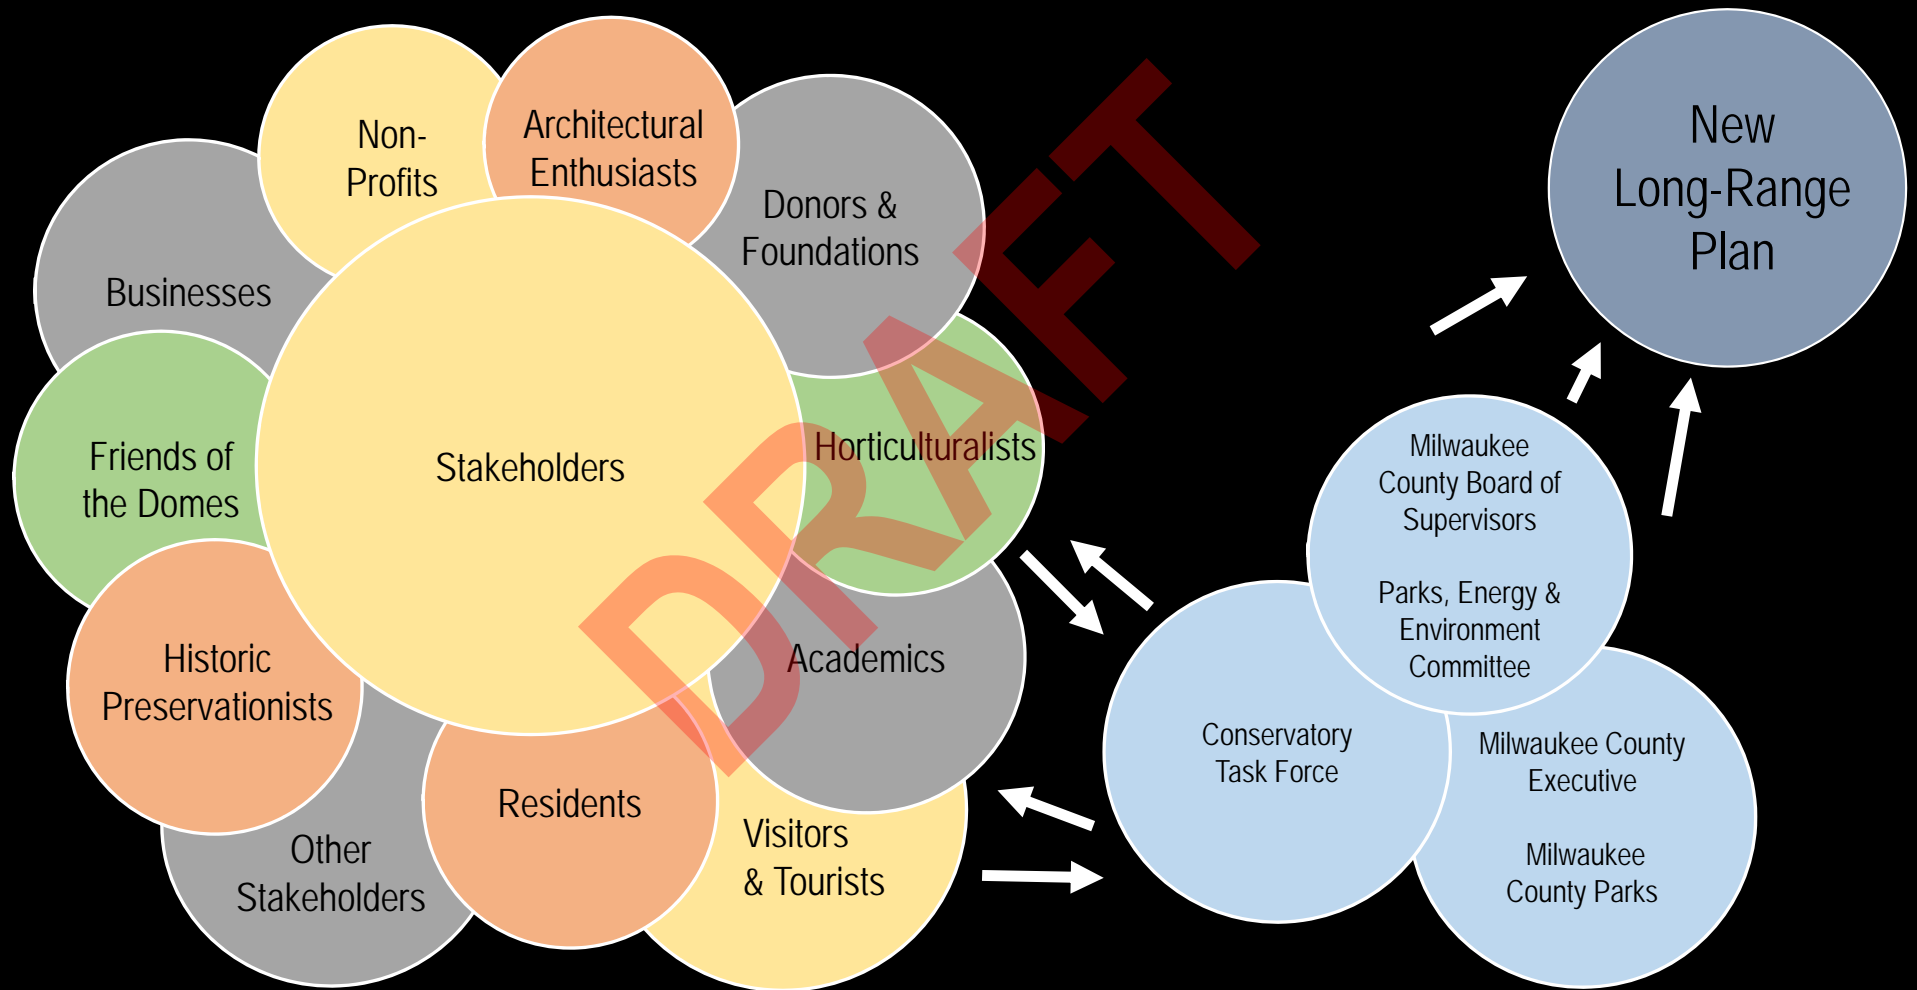 Non-
Profits
Architectural
Enthusiasts
Donors &
Foundations
Businesses
Friends of
the Domes
Stakeholders
Horticulturalists
Historic
Preservationists
Academics
Other
Stakeholders
Residents
Visitors
& Tourists
DRAFT
New
Long-Range
Plan
Milwaukee
County Board of
Supervisors
Parks, Energy &
Environment
Committee
Conservatory
Task Force
Milwaukee County
Executive
Milwaukee
County Parks